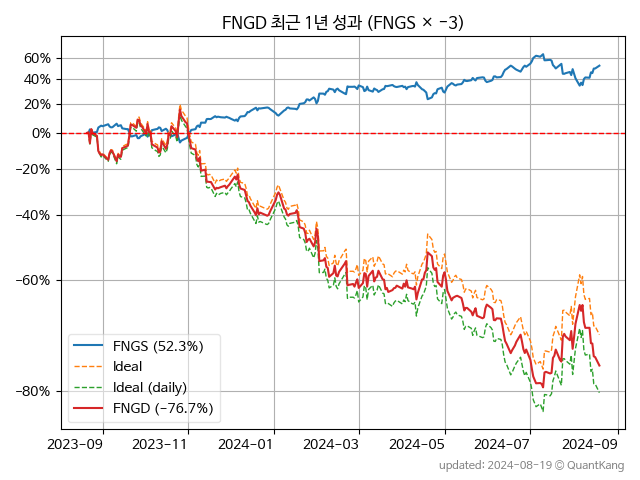 FNGD 최근 1년 성과 (FNGS × −3)
60%
40%
20%
0%
−20%
−40%
−60%
−80%
FNGS (52.3%)
Ideal
Ideal (daily)
FNGD (−76.7%)
2023−09 2023−11 2024−01 2024−03 2024−05 2024−07 2024−09
updated: 2024−08−19 © QuantKang